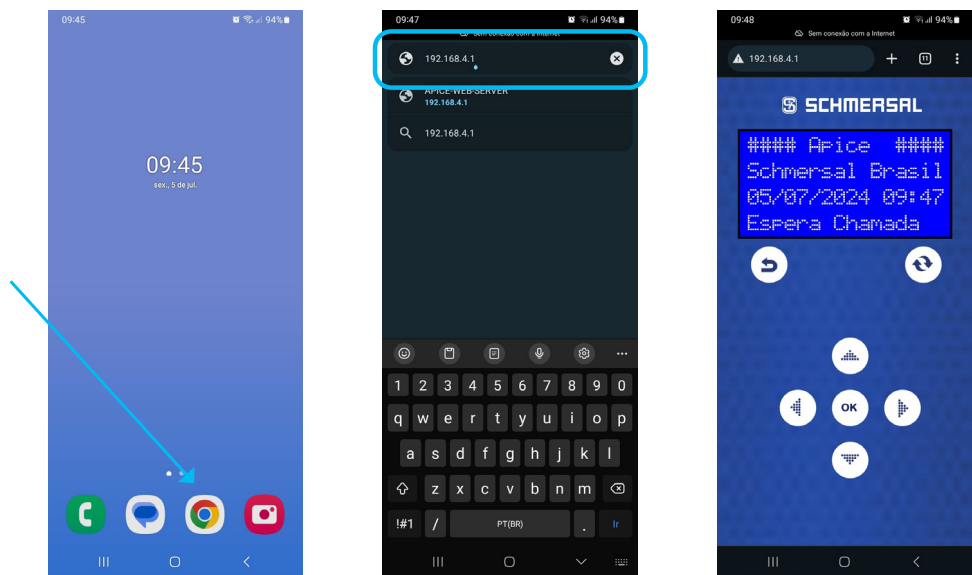 09:45
94%
09:45
sex., 5 de jul.
09:47
94%
Sem conexão com a Internet
192.168.4.1
APICE-WEB-SERVER
192.168.4.1
192.168.4.1
1 2 3 4 5 6 7 8 9 0
q w e r t y u i o p
a s d f g h j k l
z x c v b n m
!#1 / PT(BR) . Ir
09:48
94%
Sem conexão com a Internet
192.168.4.1
11
SCHMERSAL
#### Apice ####
Schmersal Brasil
05/07/2024 09:47
Espera Chamada
OK